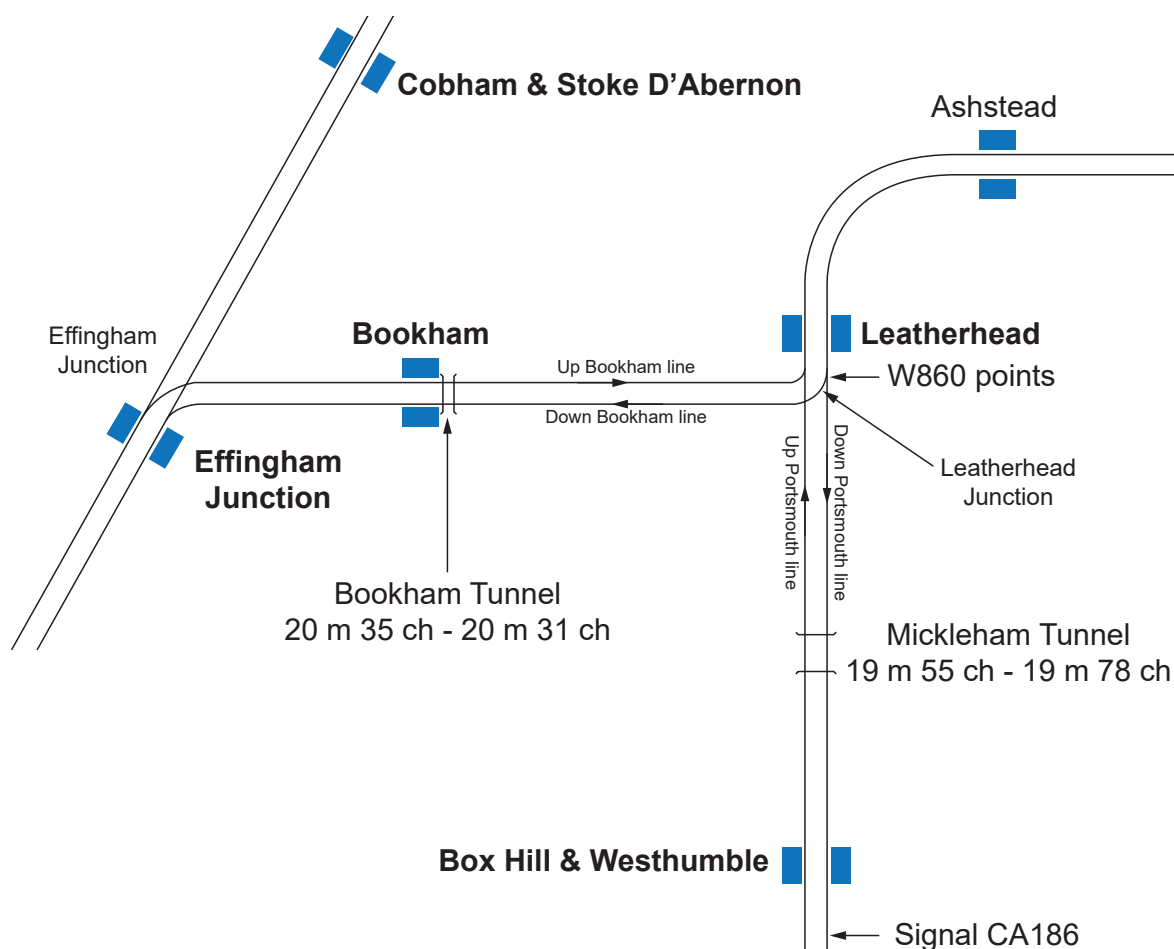 Cobham & Stoke D’Abernon
Ashstead
Effingham
Junction
Bookham
Up Bookham line
Down Bookham line
Leatherhead
W860 points
Effingham
Junction
Up Portsmouth line
Down Portsmouth line
Leatherhead
Junction
Bookham Tunnel
20 m 35 ch - 20 m 31 ch
Mickleham Tunnel
19 m 55 ch - 19 m 78 ch
Box Hill & Westhumble
Signal CA186